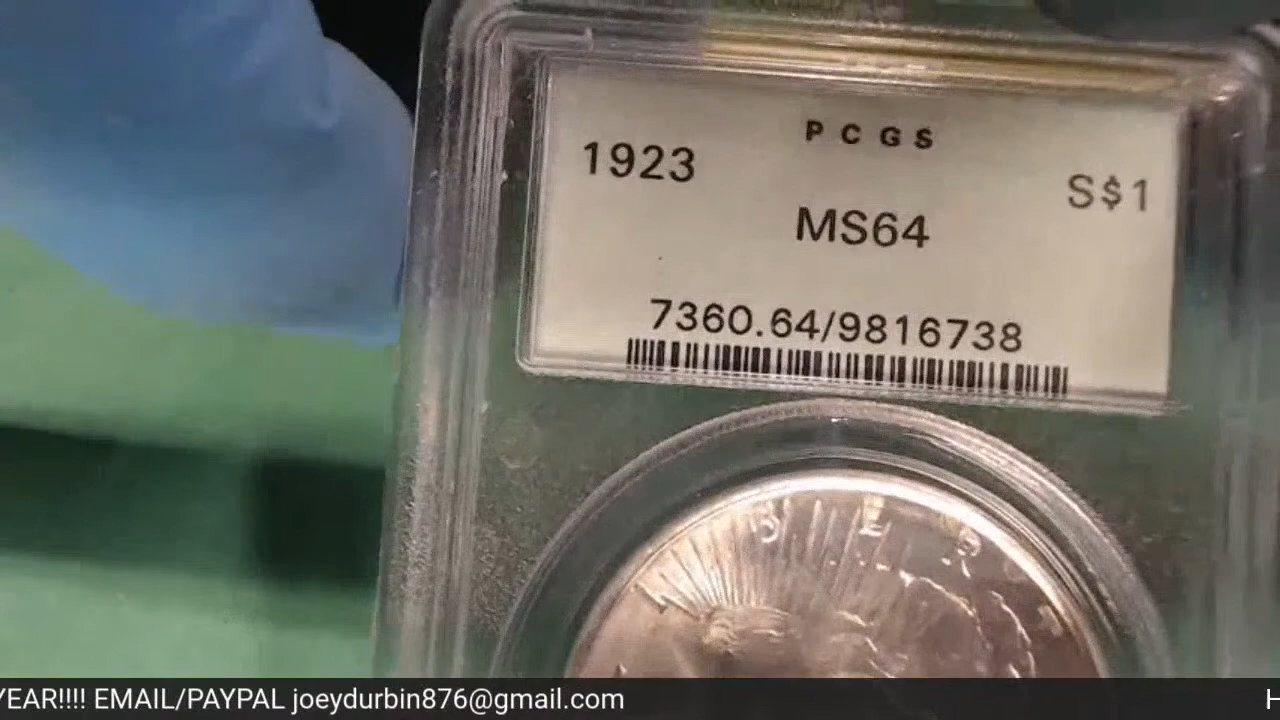 PCGS
1923
S$1
MS64
7360.64/9816738
YEAR!!!! EMAIL/PAYPAL joeydurbin876@gmail.com
H